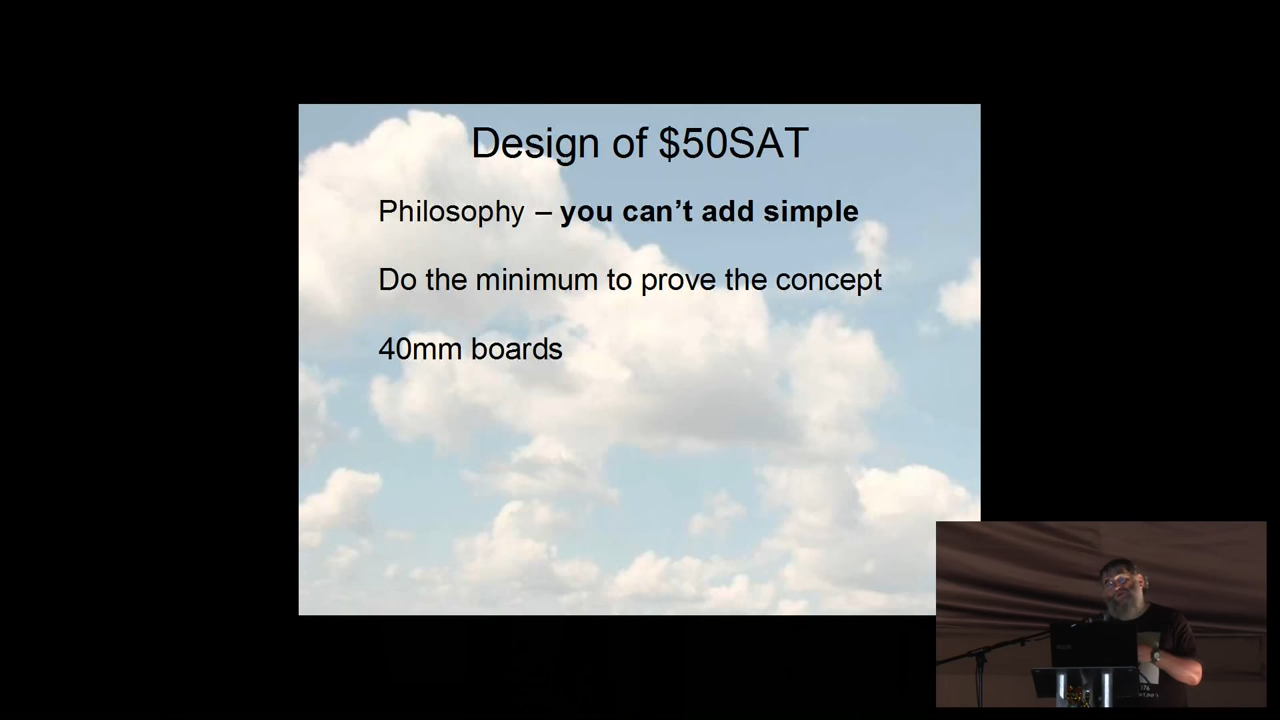 Design of $50SAT
Philosophy – you can't add simple
Do the minimum to prove the concept
40mm boards